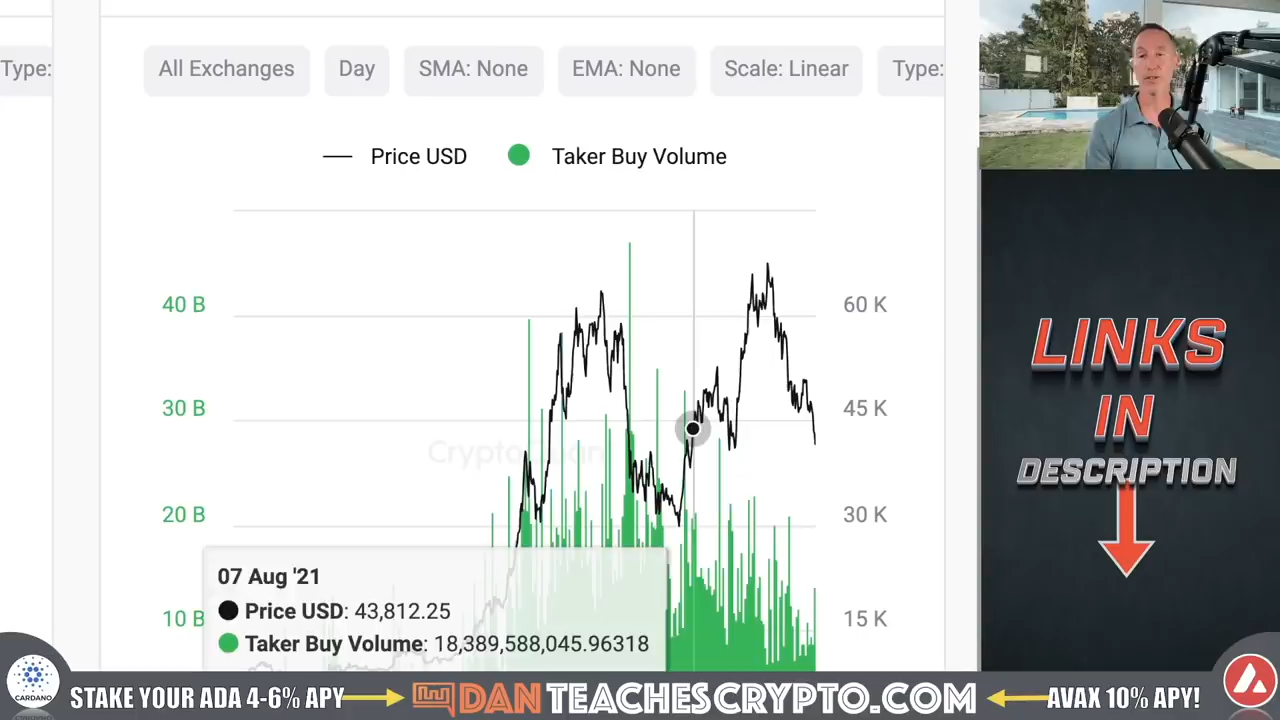 Type:
All Exchanges
Day
SMA: None
EMA: None
Scale: Linear
Type:
Price USD
Taker Buy Volume
40 B
60 K
30 B
45 K
20 B
30 K
10 B
15 K
07 Aug '21
Price USD: 43,812.25
Taker Buy Volume: 18,389,588,045.96318
LINKS
IN
DESCRIPTION
CARDANO
STAKE YOUR ADA 4-6% APY
DANTEACHESCRYPTO.COM
AVAX 10% APY!